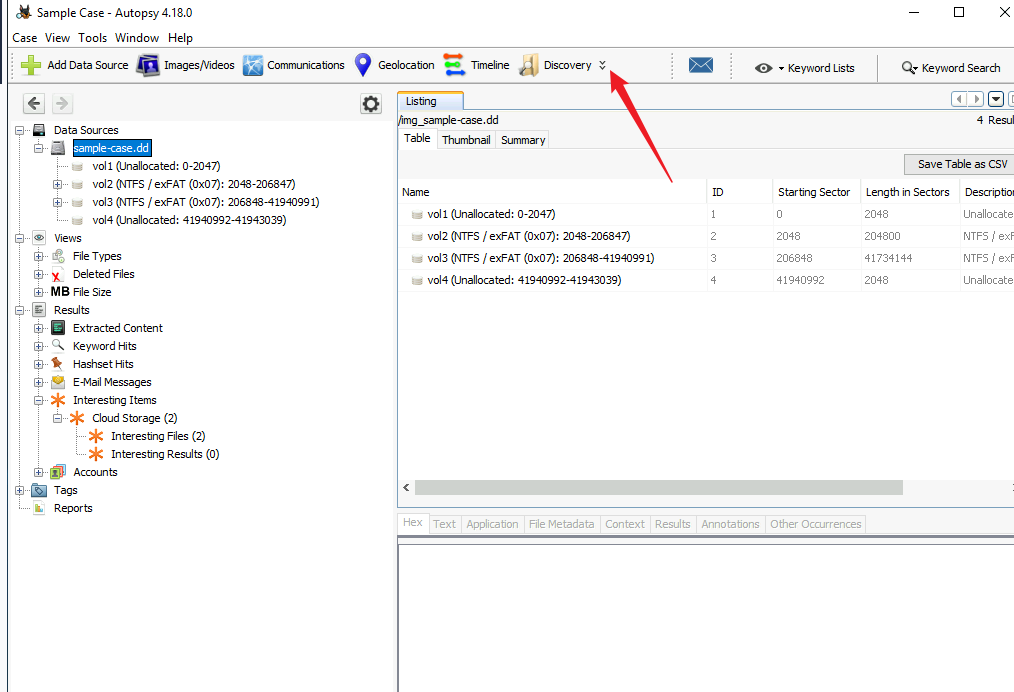 Sample Case - Autopsy 4.18.0
Case View Tools Window Help
Add Data Source Images/Videos Communications Geolocation Timeline Discovery Keyword Lists Keyword Search
Data Sources
sample-case.dd
vol1 (Unallocated: 0-2047)
vol2 (NTFS / exFAT (0x07): 2048-206847)
vol3 (NTFS / exFAT (0x07): 206848-41940991)
vol4 (Unallocated: 41940992-41943039)
Views
File Types
Deleted Files
MB File Size
Results
Extracted Content
Keyword Hits
Hashset Hits
E-Mail Messages
Interesting Items
Cloud Storage (2)
Interesting Files (2)
Interesting Results (0)
Accounts
Tags
Reports
Listing
/img_sample-case.dd
4 Resul
Table Thumbnail Summary
Save Table as CSV
Name ID Starting Sector Length in Sectors Descriptio
vol1 (Unallocated: 0-2047) 1 0 2048 Unallocate
vol2 (NTFS / exFAT (0x07): 2048-206847) 2 2048 204800 NTFS / exF
vol3 (NTFS / exFAT (0x07): 206848-41940991) 3 206848 41734144 NTFS / exF
vol4 (Unallocated: 41940992-41943039) 4 41940992 2048 Unallocate
Hex Text Application File Metadata Context Results Annotations Other Occurrences